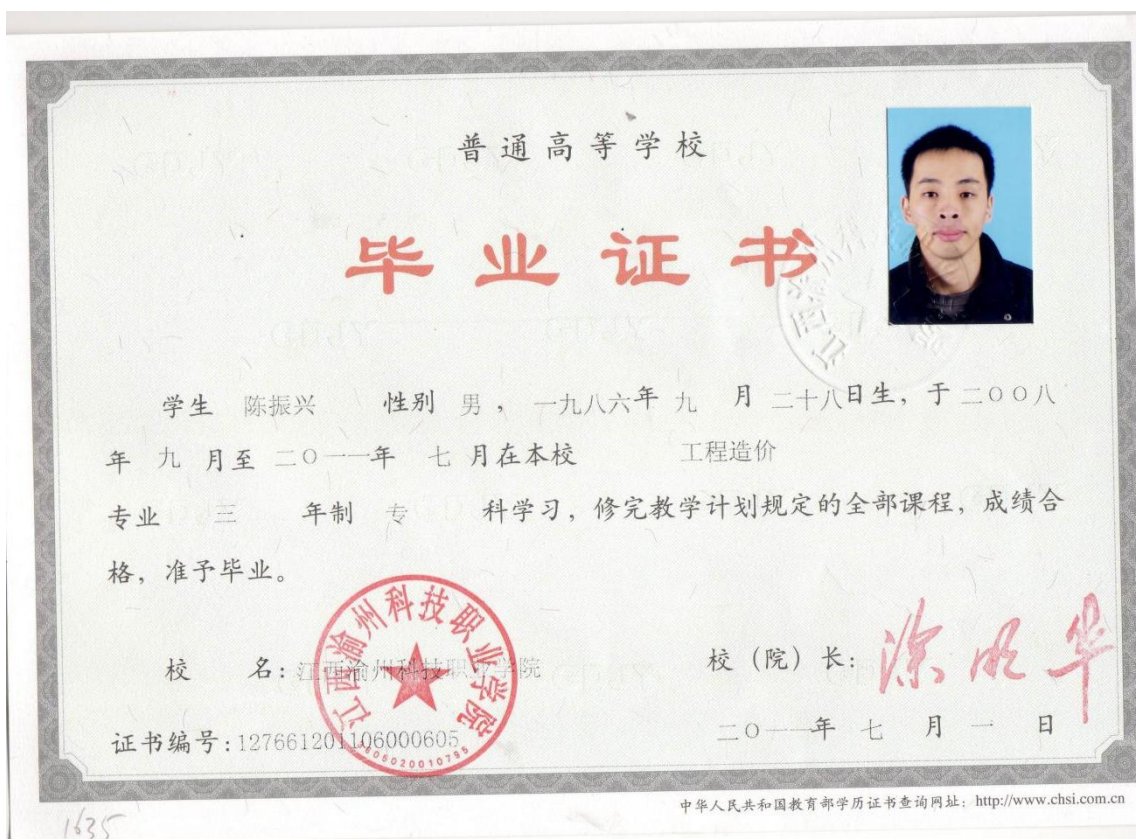 普通高等学校
毕业证书
学生 陈振兴 性别 男，一九八六年 九 月 二十八日生，于二〇〇八
年 九 月至 二〇一一年 七 月在本校 工程造价
专业 三 年制 专 科学习，修完教学计划规定的全部课程，成绩合
格，准予毕业。
江西渝州科技职业学院
校 名：江西渝州科技职业学院
校（院）长：
证书编号：127661201106000605
二〇一一年 七 月 一 日
中华人民共和国教育部学历证书查询网址：http://www.chsi.com.cn
1635